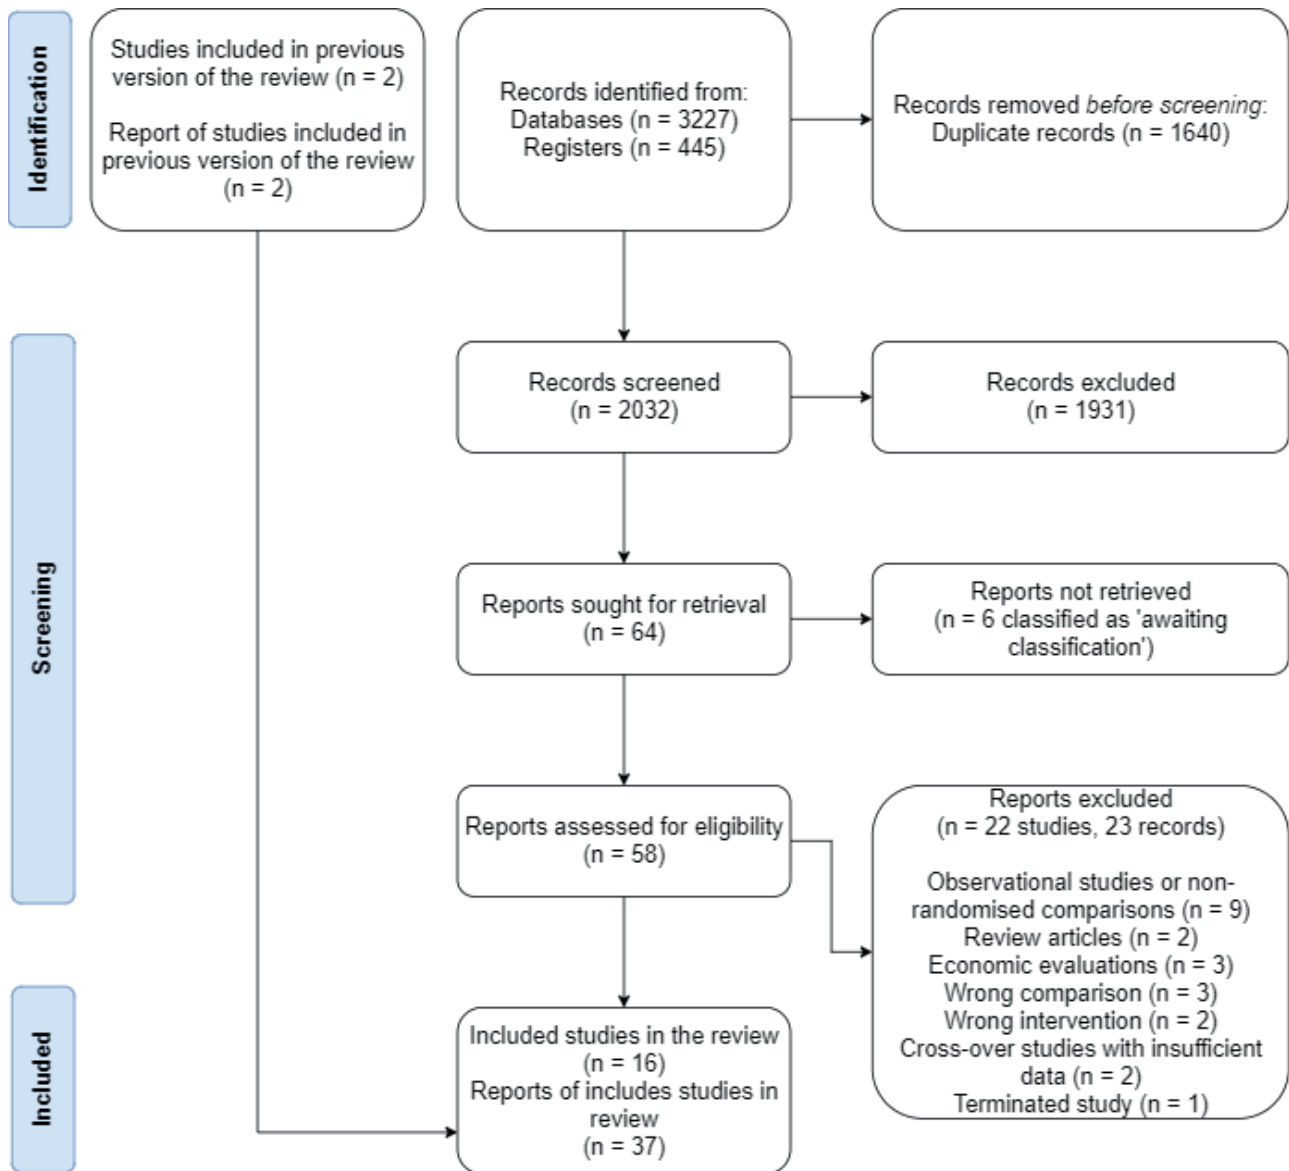 Identification
Studies included in previous
version of the review (n = 2)
Report of studies included in
previous version of the review
(n = 2)
Records identified from:
Databases (n = 3227)
Registers (n = 445)
Records removed before screening:
Duplicate records (n = 1640)
Screening
Records screened
(n = 2032)
Records excluded
(n = 1931)
Reports sought for retrieval
(n = 64)
Reports not retrieved
(n = 6 classified as 'awaiting
classification')
Reports assessed for eligibility
(n = 58)
Reports excluded
(n = 22 studies, 23 records)
Observational studies or non-
randomised comparisons (n = 9)
Review articles (n = 2)
Economic evaluations (n = 3)
Wrong comparison (n = 3)
Wrong intervention (n = 2)
Cross-over studies with insufficient
data (n = 2)
Terminated study (n = 1)
Included
Included studies in the review
(n = 16)
Reports of includes studies in
review
(n = 37)